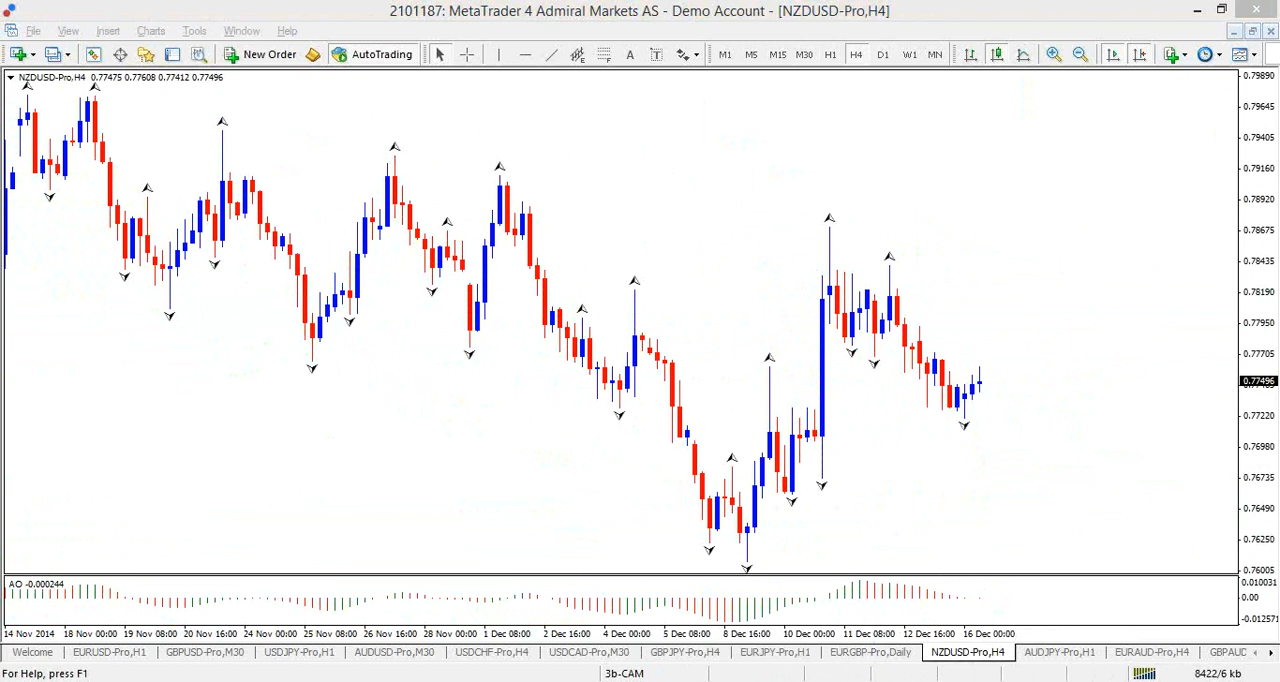 2101187: MetaTrader 4 Admiral Markets AS - Demo Account - [NZDUSD-Pro,H4]
File View Insert Charts Tools Window Help
New Order AutoTrading A T M1 M5 M15 M30 H1 H4 D1 W1 MN
NZDUSD-Pro,H4 0.77475 0.77608 0.77412 0.77496
0.79890
0.79645
0.79405
0.79160
0.78920
0.78675
0.78435
0.78190
0.77950
0.77705
0.77496
0.77220
0.76980
0.76735
0.76490
0.76250
0.76005
AO -0.000244
0.010031
0.00
-0.012571
14 Nov 2014 18 Nov 00:00 19 Nov 08:00 20 Nov 16:00 24 Nov 00:00 25 Nov 08:00 26 Nov 16:00 28 Nov 00:00 1 Dec 08:00 2 Dec 16:00 4 Dec 00:00 5 Dec 08:00 8 Dec 16:00 10 Dec 00:00 11 Dec 08:00 12 Dec 16:00 16 Dec 00:00
Welcome EURUSD-Pro,H1 GBPUSD-Pro,M30 USDJPY-Pro,H1 AUDUSD-Pro,M30 USDCHF-Pro,H4 USDCAD-Pro,M30 GBPJPY-Pro,H4 EURJPY-Pro,H1 EURGBP-Pro,Daily NZDUSD-Pro,H4 AUDJPY-Pro,H1 EURAUD-Pro,H4 GBPAUD
For Help, press F1 3b-CAM 8422/6 kb